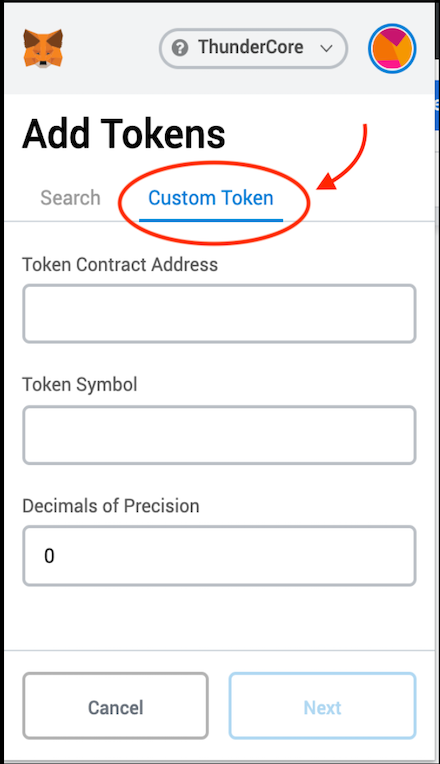 ? ThunderCore
Add Tokens
Search Custom Token
Token Contract Address
Token Symbol
Decimals of Precision
0
Cancel Next